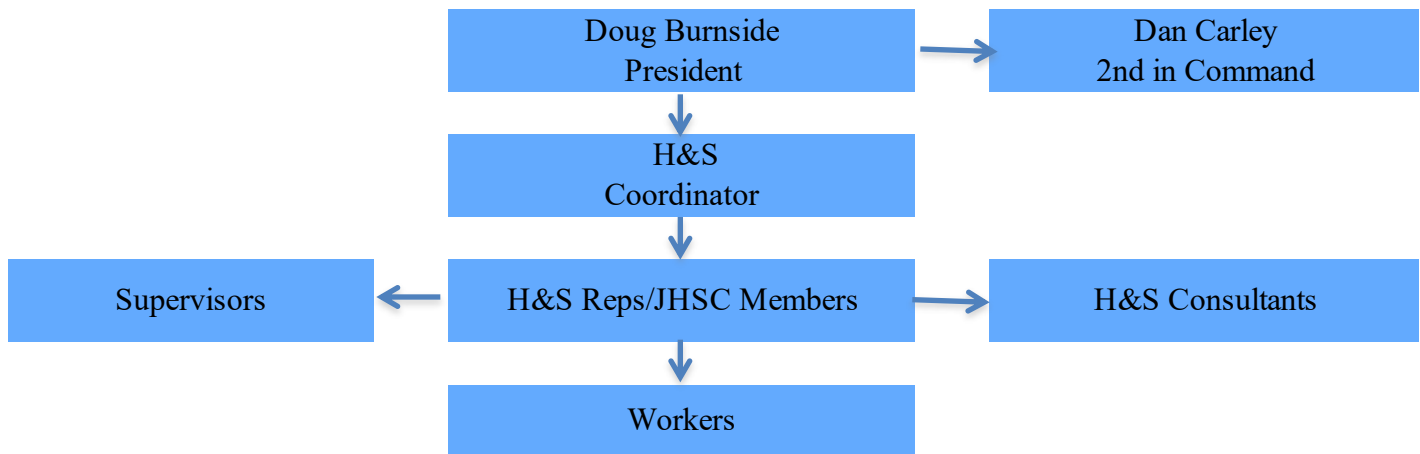 Doug Burnside
President
Dan Carley
2nd in Command
H&S
Coordinator
Supervisors
H&S Reps/JHSC Members
H&S Consultants
Workers